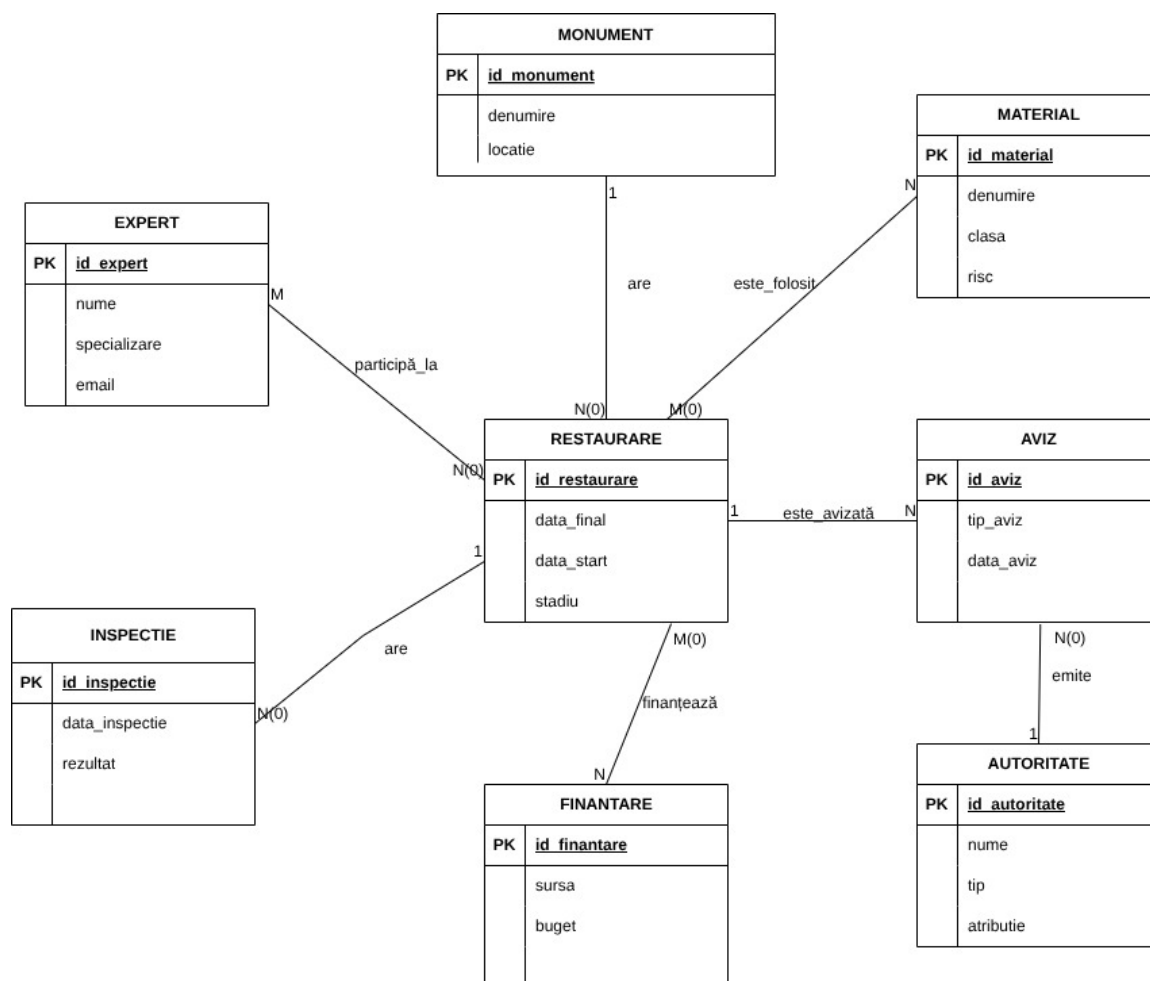 MONUMENT
PK id_monument
denumire
locatie
1
MATERIAL
PK id_material
denumire
clasa
risc
N
EXPERT
PK id_expert
nume
specializare
email
M
are
este_folosit
participă_la
N(0)
N(0)
M(0)
RESTAURARE
PK id_restaurare
data_final
data_start
stadiu
1
1
este_avizată
N
AVIZ
PK id_aviz
tip_aviz
data_aviz
INSPECTIE
PK id_inspectie
data_inspectie
rezultat
are
N(0)
M(0)
finanțează
N
N(0)
emite
1
FINANTARE
PK id_finantare
sursa
buget
AUTORITATE
PK id_autoritate
nume
tip
atributie